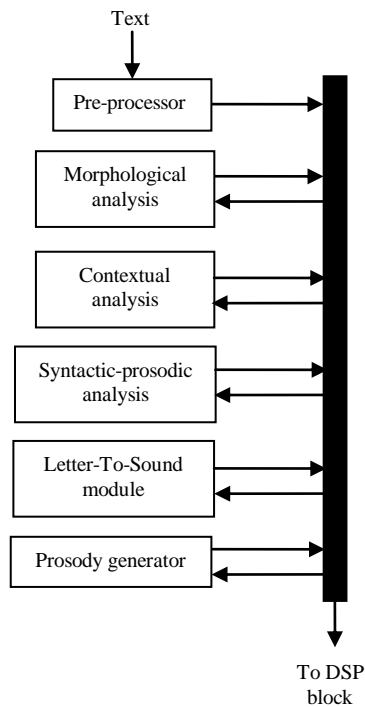 Text
Pre-processor
Morphological
analysis
Contextual
analysis
Syntactic-prosodic
analysis
Letter-To-Sound
module
Prosody generator
To DSP
block